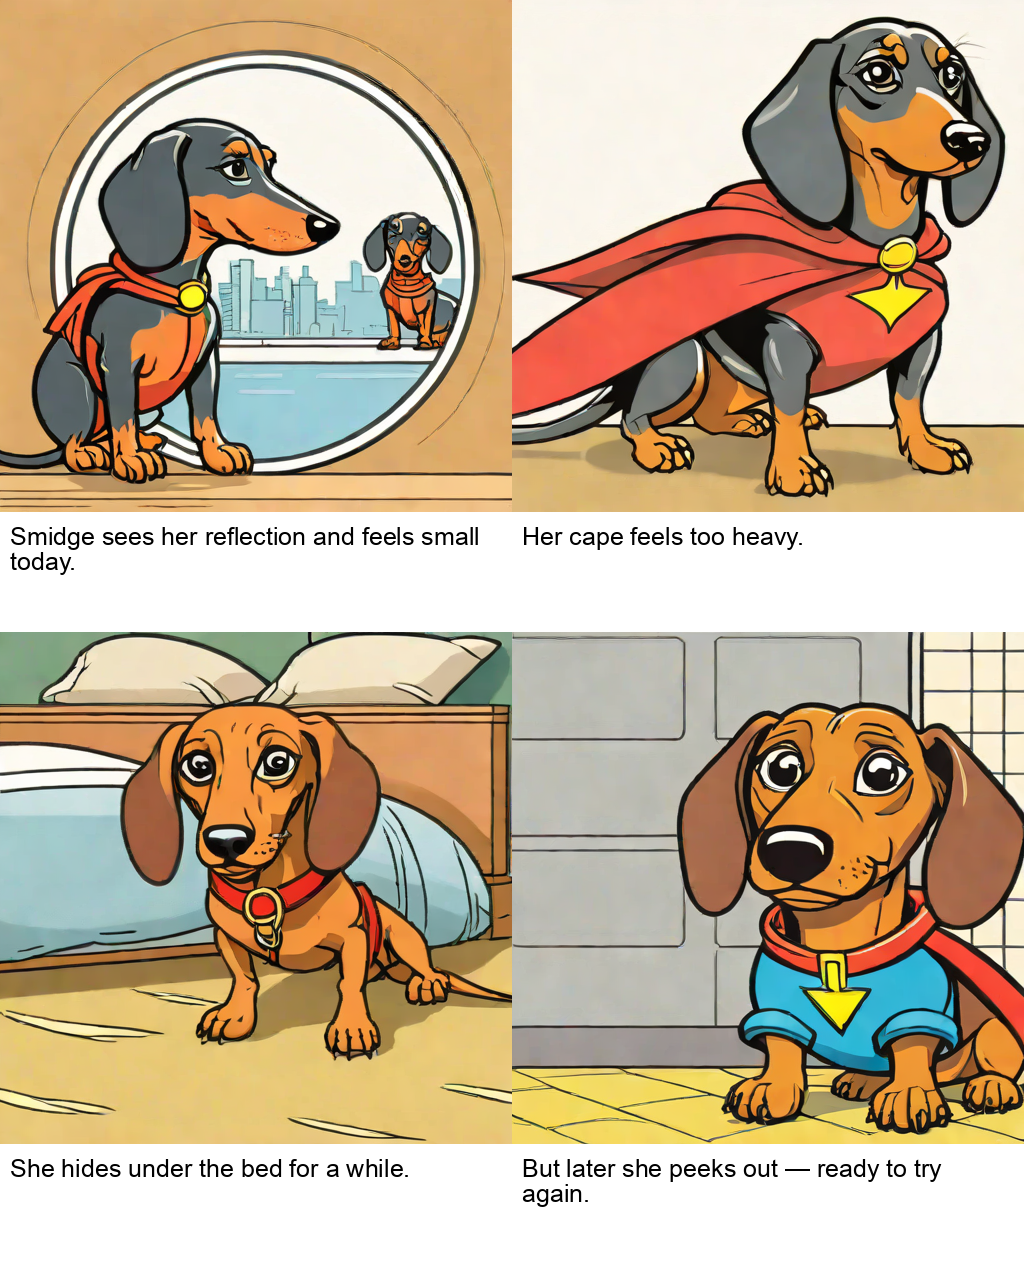 Smidge sees her reflection and feels small
today.
Her cape feels too heavy.
She hides under the bed for a while.
But later she peeks out — ready to try
again.